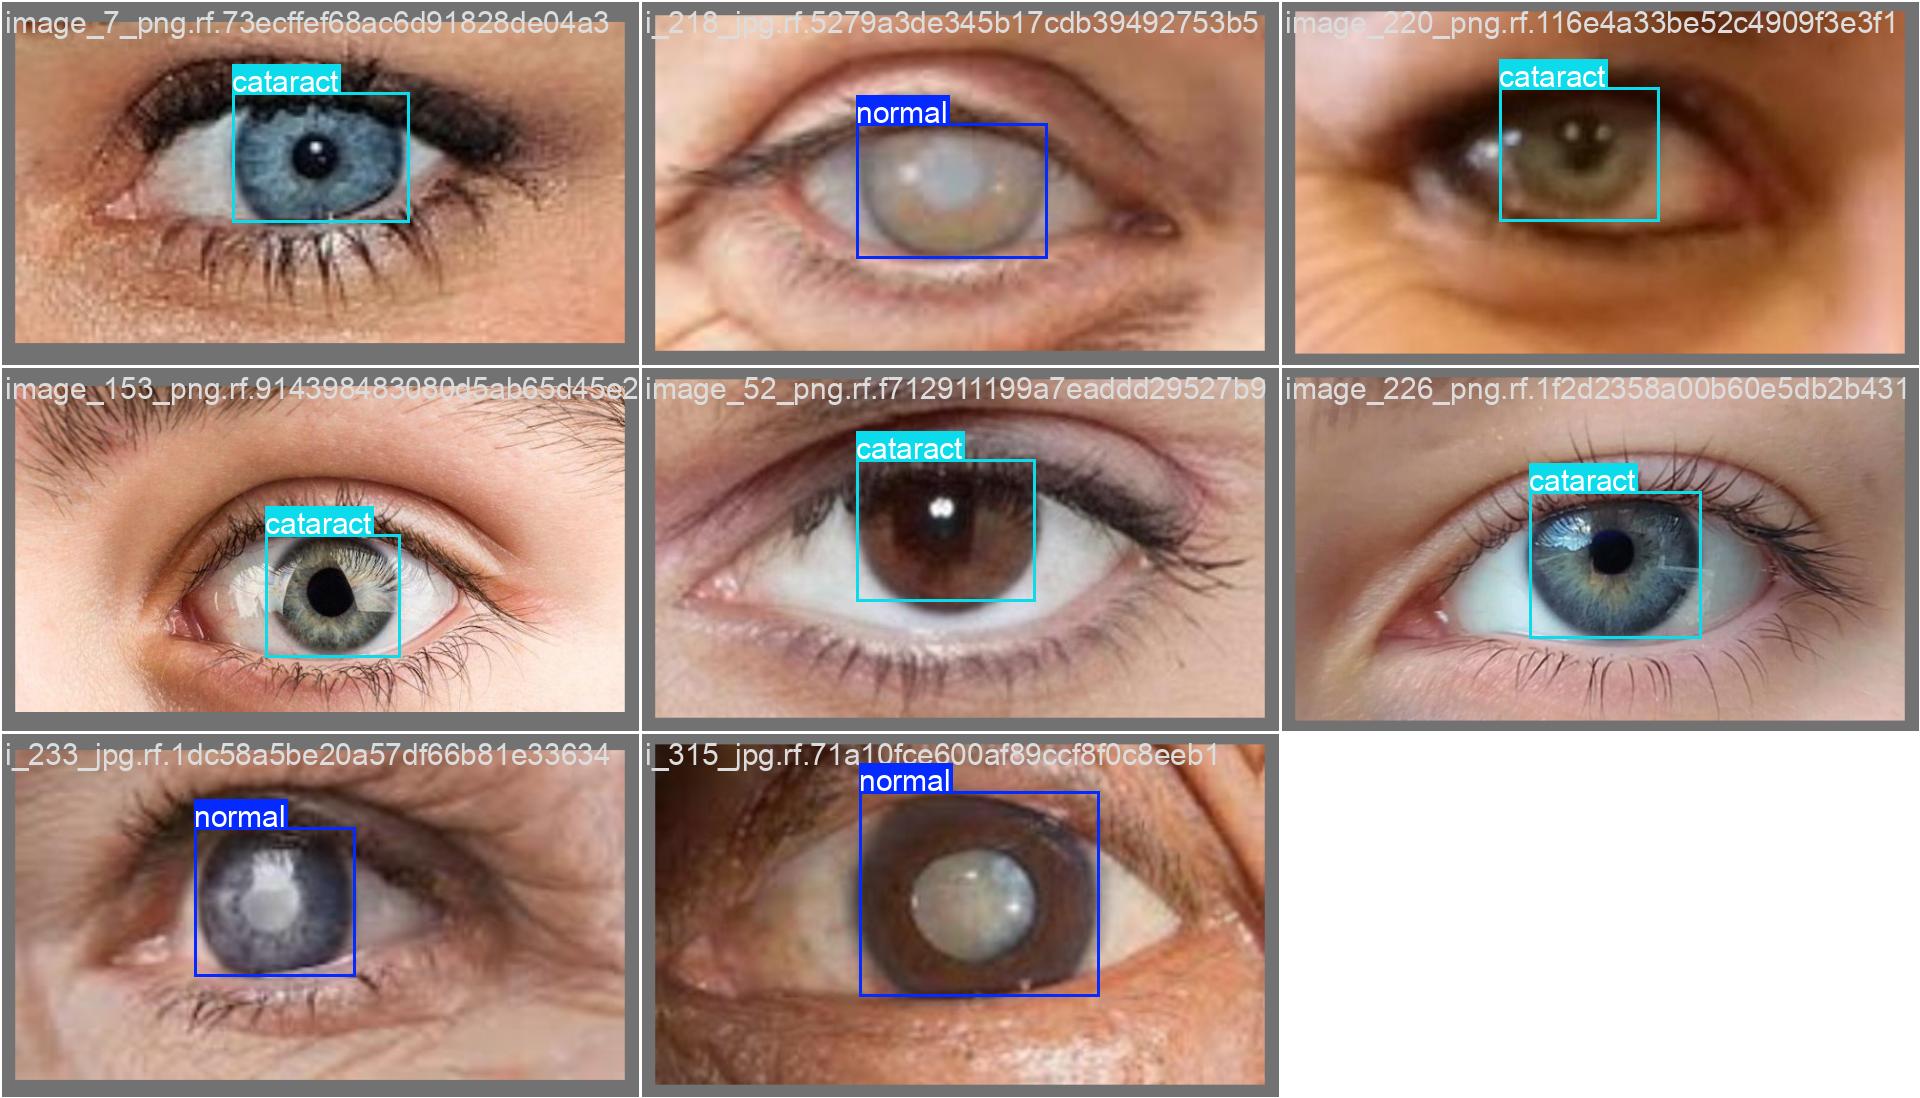 image_7_png.rf.73ecffef68ac6d91828de04a3
cataract
i_218_jpg.rf.5279a3de345b17cdb39492753b5
normal
image_220_png.rf.116e4a33be52c4909f3e3f1
cataract
image_153_png.rf.914398483080d5ab65d45e2
cataract
image_52_png.rf.f712911199a7eaddd29527b9
cataract
image_226_png.rf.1f2d2358a00b60e5db2b431
cataract
i_233_jpg.rf.1dc58a5be20a57df66b81e33634
normal
i_315_jpg.rf.71a10fce600af89ccf8f0c8eeb1
normal